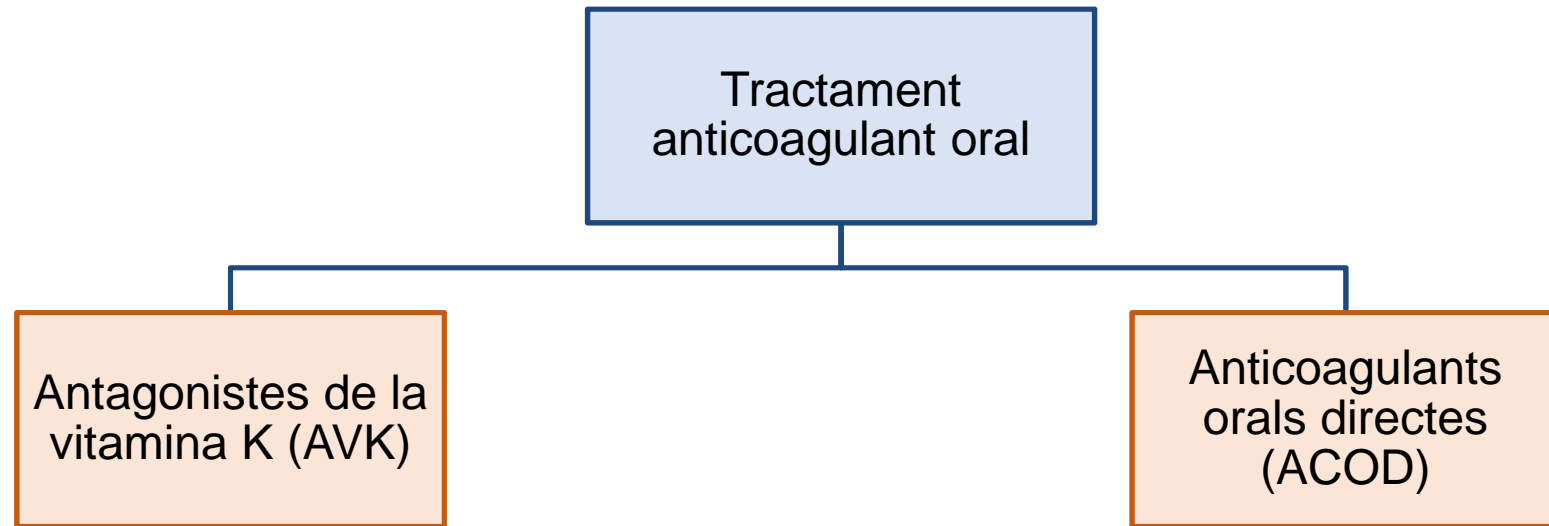 Tractament
anticoagulant oral
Antagonistes de la
vitamina K (AVK)
Anticoagulants
orals directes
(ACOD)